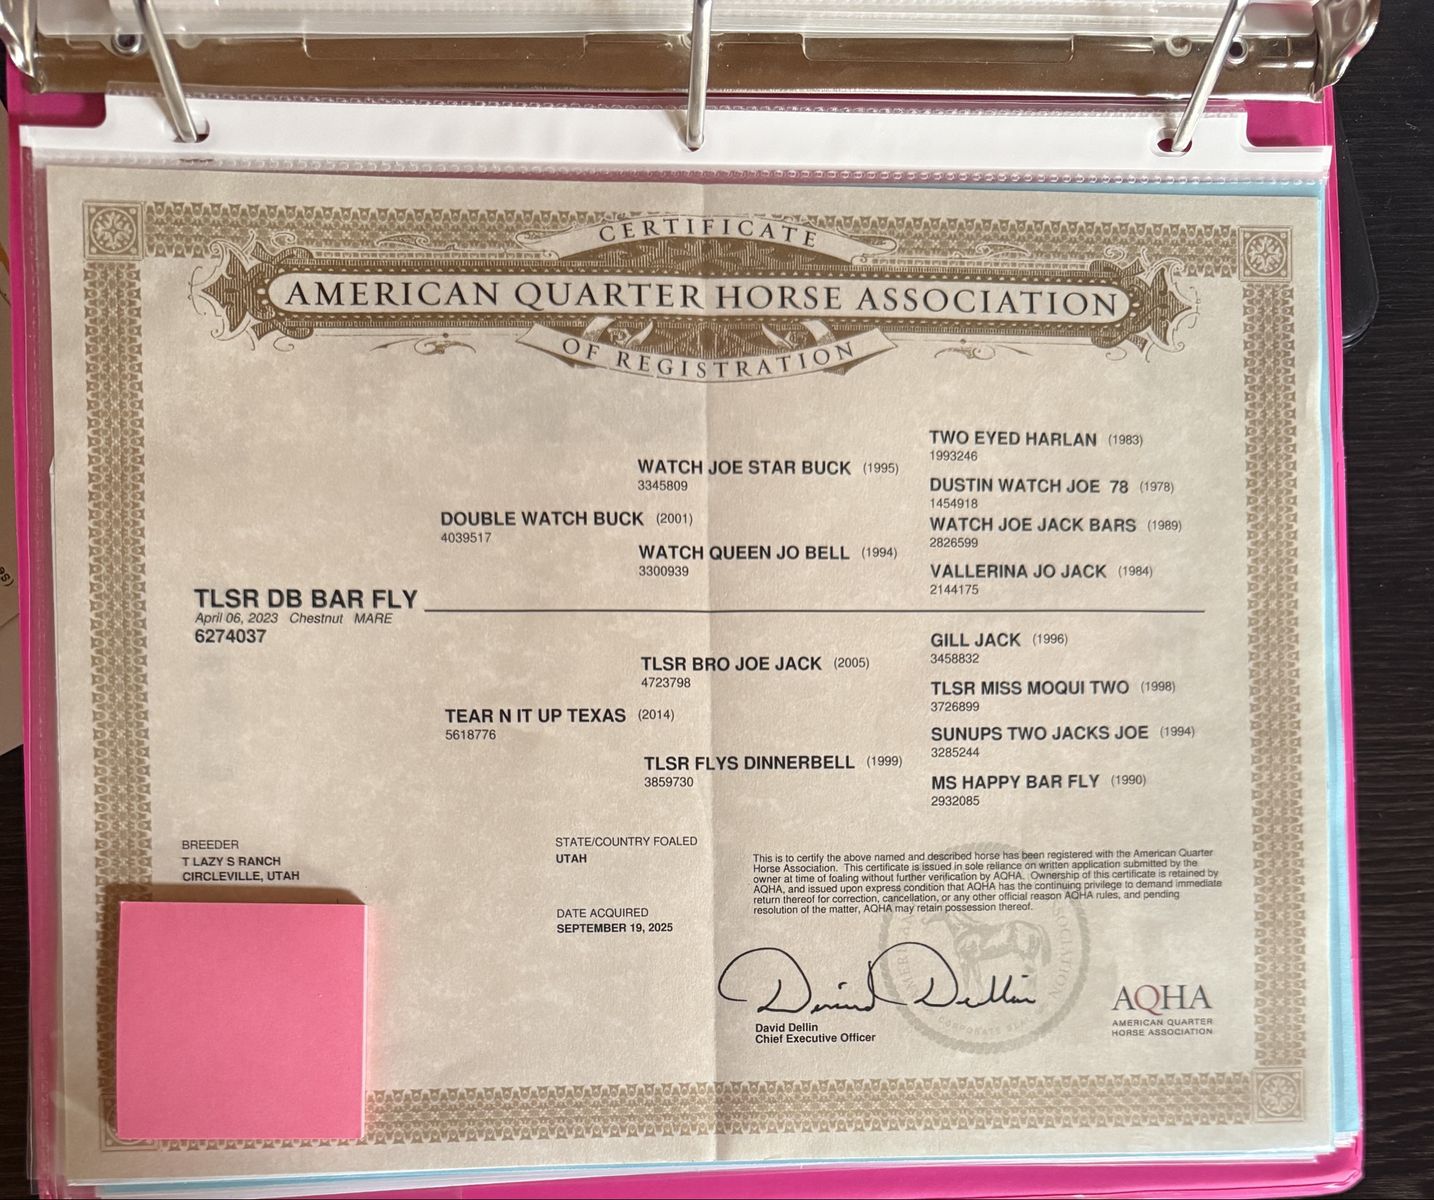 CERTIFICATE
AMERICAN QUARTER HORSE ASSOCIATION
OF REGISTRATION
TWO EYED HARLAN (1983)
1993246
WATCH JOE STAR BUCK (1995)
3345809
DUSTIN WATCH JOE 78 (1978)
1454918
DOUBLE WATCH BUCK (2001)
4039517
WATCH JOE JACK BARS (1989)
2826599
WATCH QUEEN JO BELL (1994)
3300939
VALLERINA JO JACK (1984)
2144175
TLSR DB BAR FLY
April 06, 2023 Chestnut MARE
6274037
GILL JACK (1996)
3458832
TLSR BRO JOE JACK (2005)
4723798
TLSR MISS MOQUI TWO (1998)
3726899
TEAR N IT UP TEXAS (2014)
5618776
SUNUPS TWO JACKS JOE (1994)
3285244
TLSR FLYS DINNERBELL (1999)
3859730
MS HAPPY BAR FLY (1990)
2932085
BREEDER
T LAZY S RANCH
CIRCLEVILLE, UTAH
STATE/COUNTRY FOALED
UTAH
DATE ACQUIRED
SEPTEMBER 19, 2025
This is to certify the above named and described horse has been registered with the American Quarter
Horse Association. This certificate is issued in sole reliance on written application submitted by the
owner at time of foaling without further verification by AQHA. Ownership of this certificate is retained by
AQHA, and issued upon express condition that AQHA has the continuing privilege to demand immediate
return thereof for correction, cancellation, or any other official reason AQHA rules, and pending
resolution of the matter, AQHA may retain possession thereof.
David Dellin
David Dellin
Chief Executive Officer
CORPORATE SEAL
AQHA
AMERICAN QUARTER
HORSE ASSOCIATION